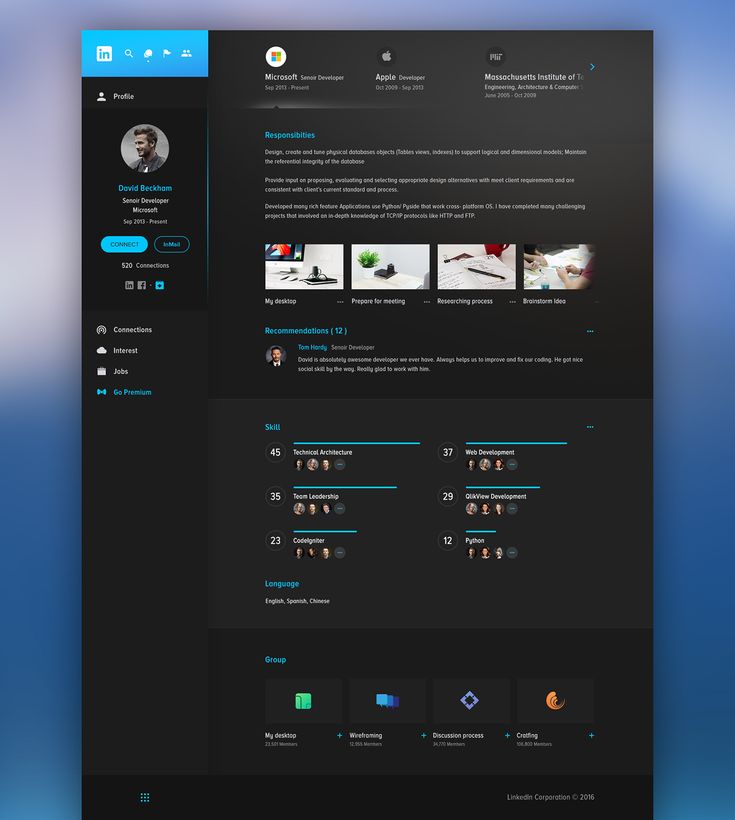 in
Profile
David Beckham
Senoir Developer
Microsoft
Sep 2013 - Present
CONNECT
InMail
520 Connections
in
Connections
Interest
Jobs
Go Premium
Microsoft Senoir Developer
Sep 2013 - Present
Apple Developer
Oct 2009 - Sep 2013
Massachusetts Institute of Te
Engineering, Architecture & Computer
June 2005 - Oct 2009
Responsibities
Design, create and tune physical databases objects (Tables views, indexes) to support logical and dimensional models; Maintain
the referential integrity of the database
Provide input on proposing, evaluating and selecting appropriate design alternatives with meet client requirements and are
consistent with client's current standard and process.
Developed many rich feature Applications use Python/ Pyside that work cross- platform OS. I have completed many challenging
projects that involved an in-depth knowledge of TCP/IP protocols like HTTP and FTP.
My desktop
Prepare for meeting
Researching process
Brainstorm Idea
Recommendations ( 12 )
Tom Hardy Senoir Developer
David is absolutely awesome developer we ever have. Always helps us to improve and fix our coding. He got nice
social skill by the way. Really glad to work with him.
Skill
45 Technical Architecture
37 Web Development
35 Team Leadership
29 QlikView Development
23 CodeIgniter
12 Python
Language
English, Spanish, Chinese
Group
My desktop
23,501 Members
Wireframing
12,955 Members
Discussion process
34,770 Members
Cratfing
108,800 Members
LinkedIn Corporation © 2016